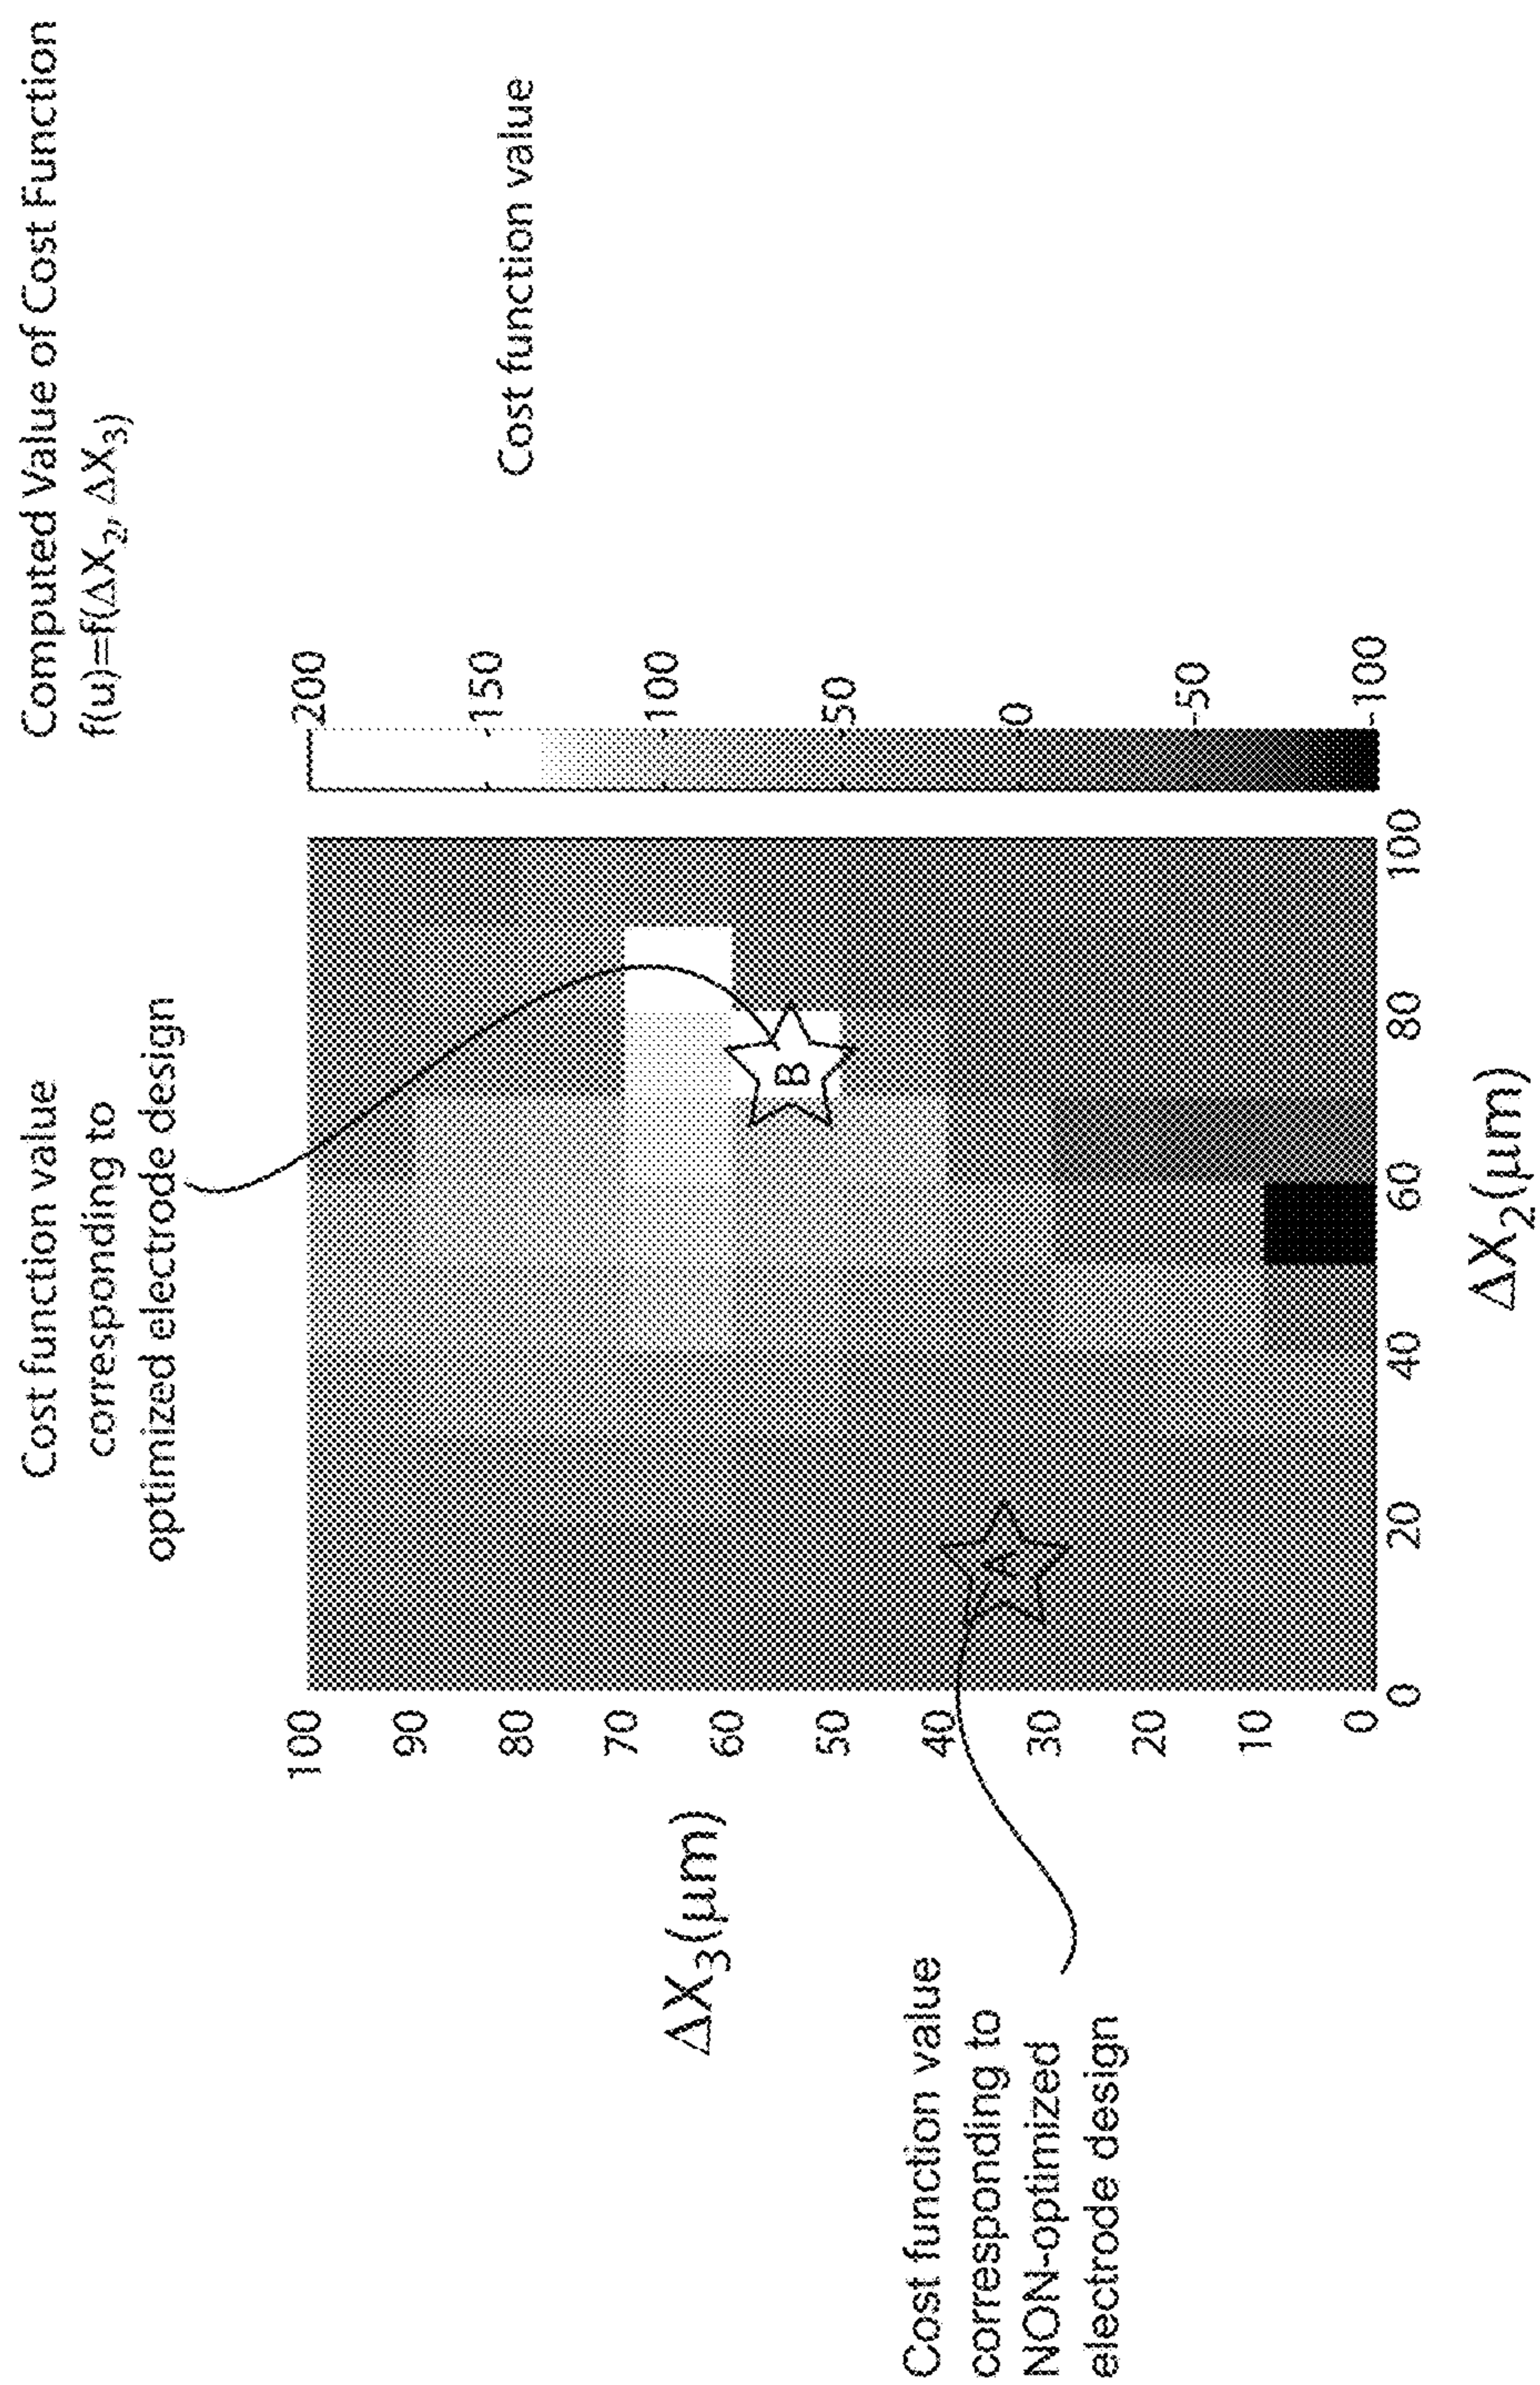 Computed Value of Cost Function
f(u)=f(ΔX2, ΔX3)
Cost function value
corresponding to
optimized electrode design
Cost function value
200
150
100
50
0
-50
-100
100
90
80
70
60
50
40
30
20
10
0
ΔX3(μm)
B
A
0
20
40
60
80
100
ΔX2(μm)
Cost function value
corresponding to
NON-optimized
electrode design